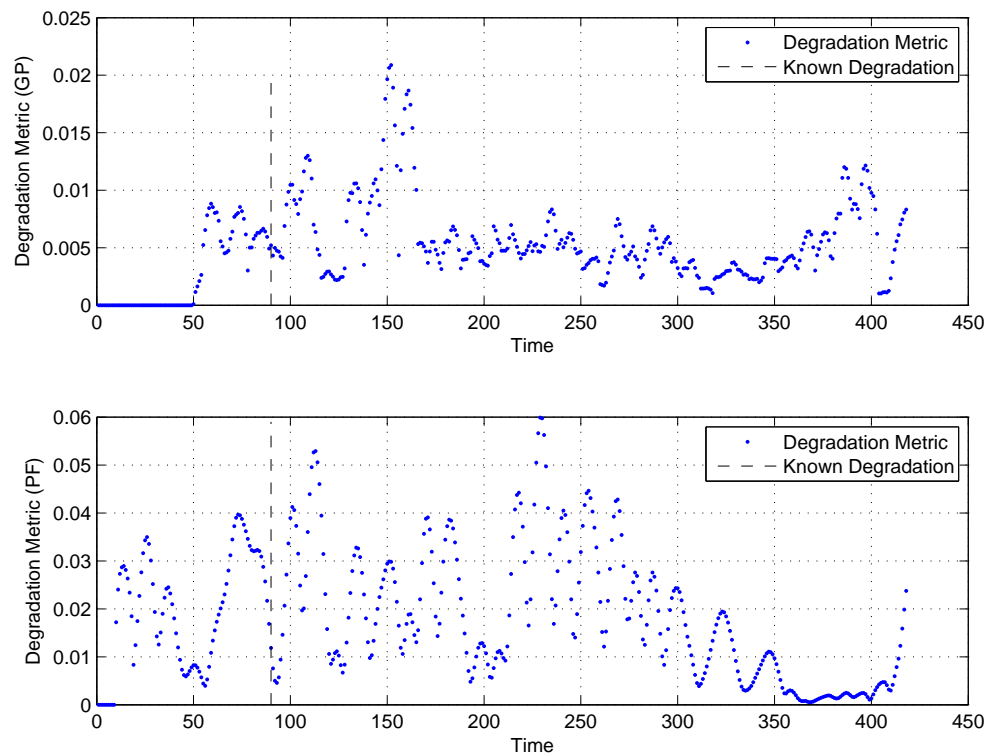 0.025
0.02
0.015
0.01
0.005
0
Degradation Metric (GP)
Degradation Metric
Known Degradation
0 50 100 150 200 250 300 350 400 450
Time
0.06
0.05
0.04
0.03
0.02
0.01
0
Degradation Metric (PF)
Degradation Metric
Known Degradation
0 50 100 150 200 250 300 350 400 450
Time